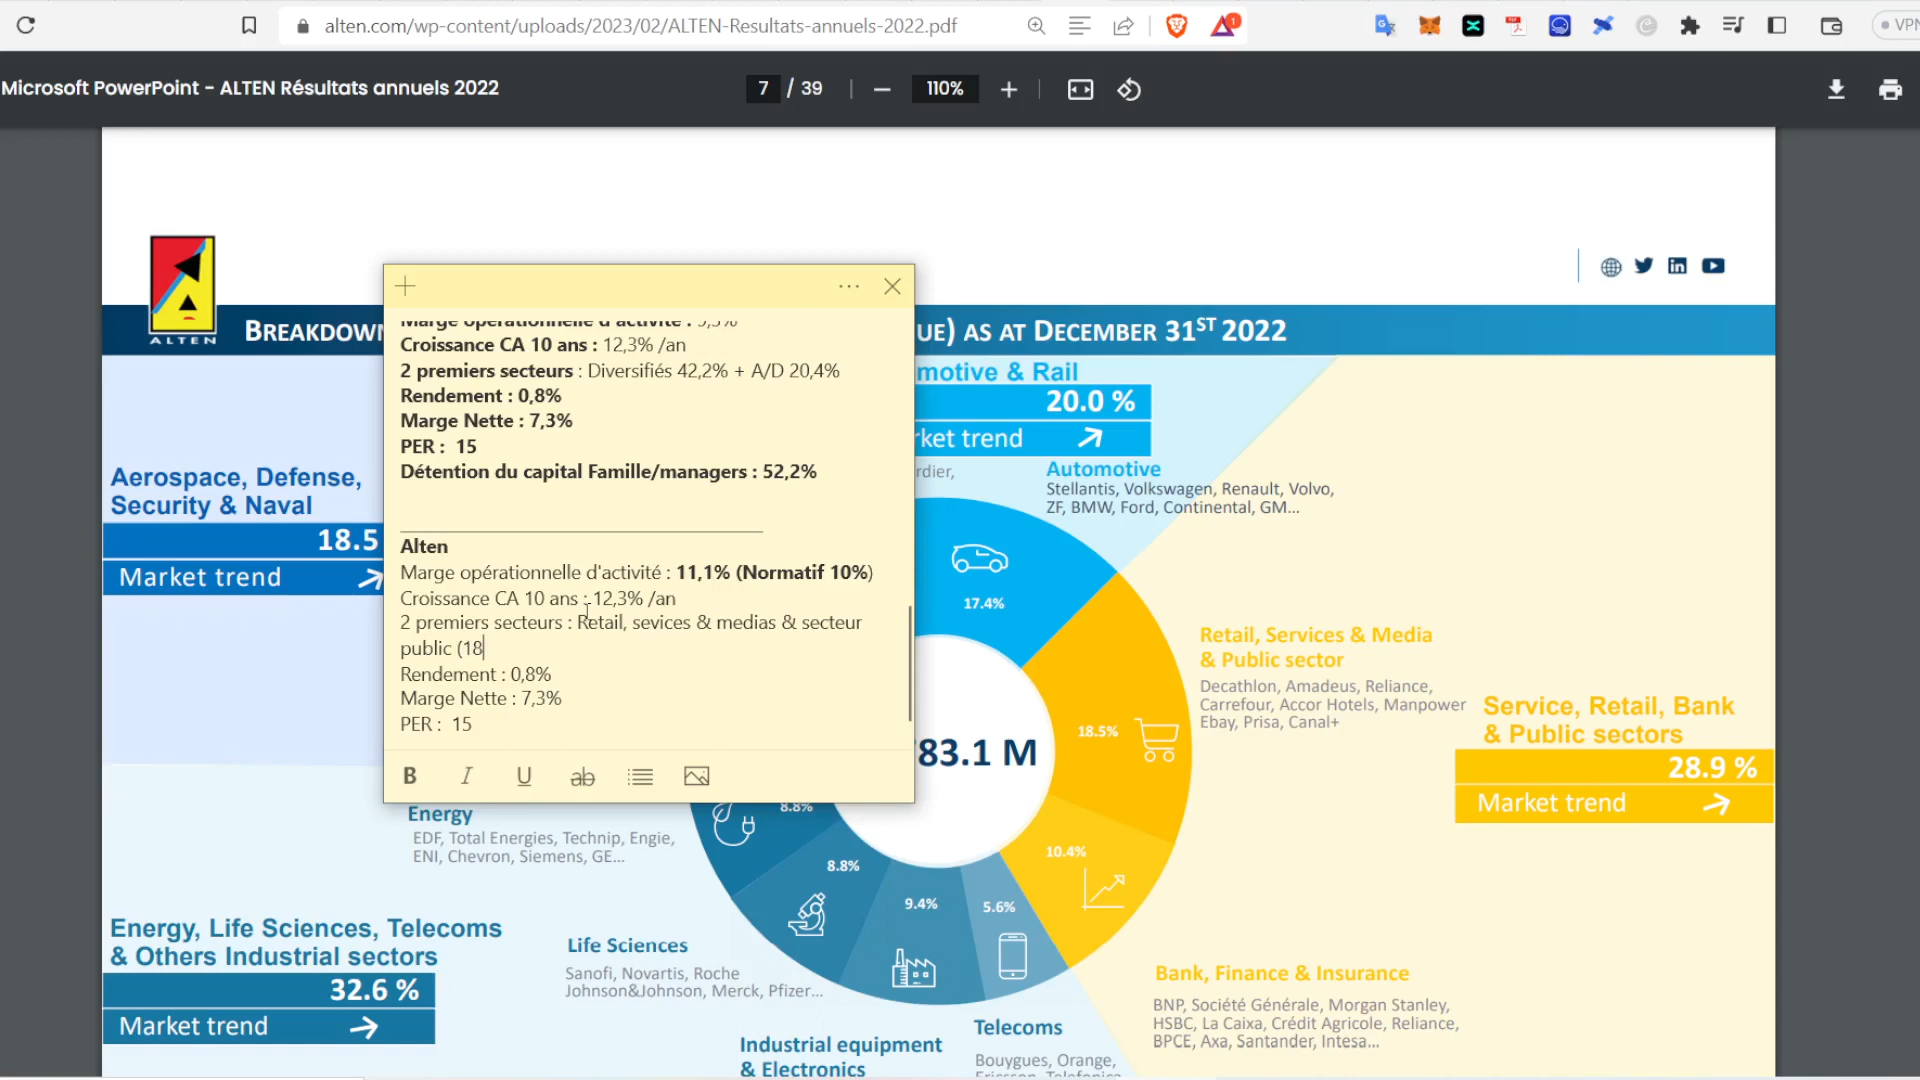 alten.com/wp-content/uploads/2023/02/ALTEN-Resultats-annuels-2022.pdf
1
VPN
Microsoft PowerPoint - ALTEN Résultats annuels 2022
7 / 39
110%
ALTEN
BREAKDOWN
UE) AS AT DECEMBER 31ST 2022
Marge opérationnelle d'activité :
Croissance CA 10 ans : 12,3% /an
2 premiers secteurs : Diversifiés 42,2% + A/D 20,4%
Rendement : 0,8%
Marge Nette : 7,3%
PER : 15
Détention du capital Famille/managers : 52,2%
Alten
Marge opérationnelle d'activité : 11,1% (Normatif 10%)
Croissance CA 10 ans : 12,3% /an
2 premiers secteurs : Retail, sevices & medias & secteur
public (18
Rendement : 0,8%
Marge Nette : 7,3%
PER : 15
B I U ab
motive & Rail
20.0 %
rket trend
rdier,
Automotive
Stellantis, Volkswagen, Renault, Volvo,
ZF, BMW, Ford, Continental, GM...
Aerospace, Defense,
Security & Naval
18.5
Market trend
17.4%
Retail, Services & Media
& Public sector
Decathlon, Amadeus, Reliance,
Carrefour, Accor Hotels, Manpower
Ebay, Prisa, Canal+
Service, Retail, Bank
& Public sectors
28.9 %
Market trend
18.5%
83.1 M
8.8%
10.4%
8.8%
9.4%
5.6%
Energy
EDF, Total Energies, Technip, Engie,
ENI, Chevron, Siemens, GE...
Energy, Life Sciences, Telecoms
& Others Industrial sectors
32.6 %
Market trend
Life Sciences
Sanofi, Novartis, Roche
Johnson&Johnson, Merck, Pfizer...
Industrial equipment
& Electronics
Telecoms
Bouygues, Orange,
Bank, Finance & Insurance
BNP, Société Générale, Morgan Stanley,
HSBC, La Caixa, Crédit Agricole, Reliance,
BPCE, Axa, Santander, Intesa...